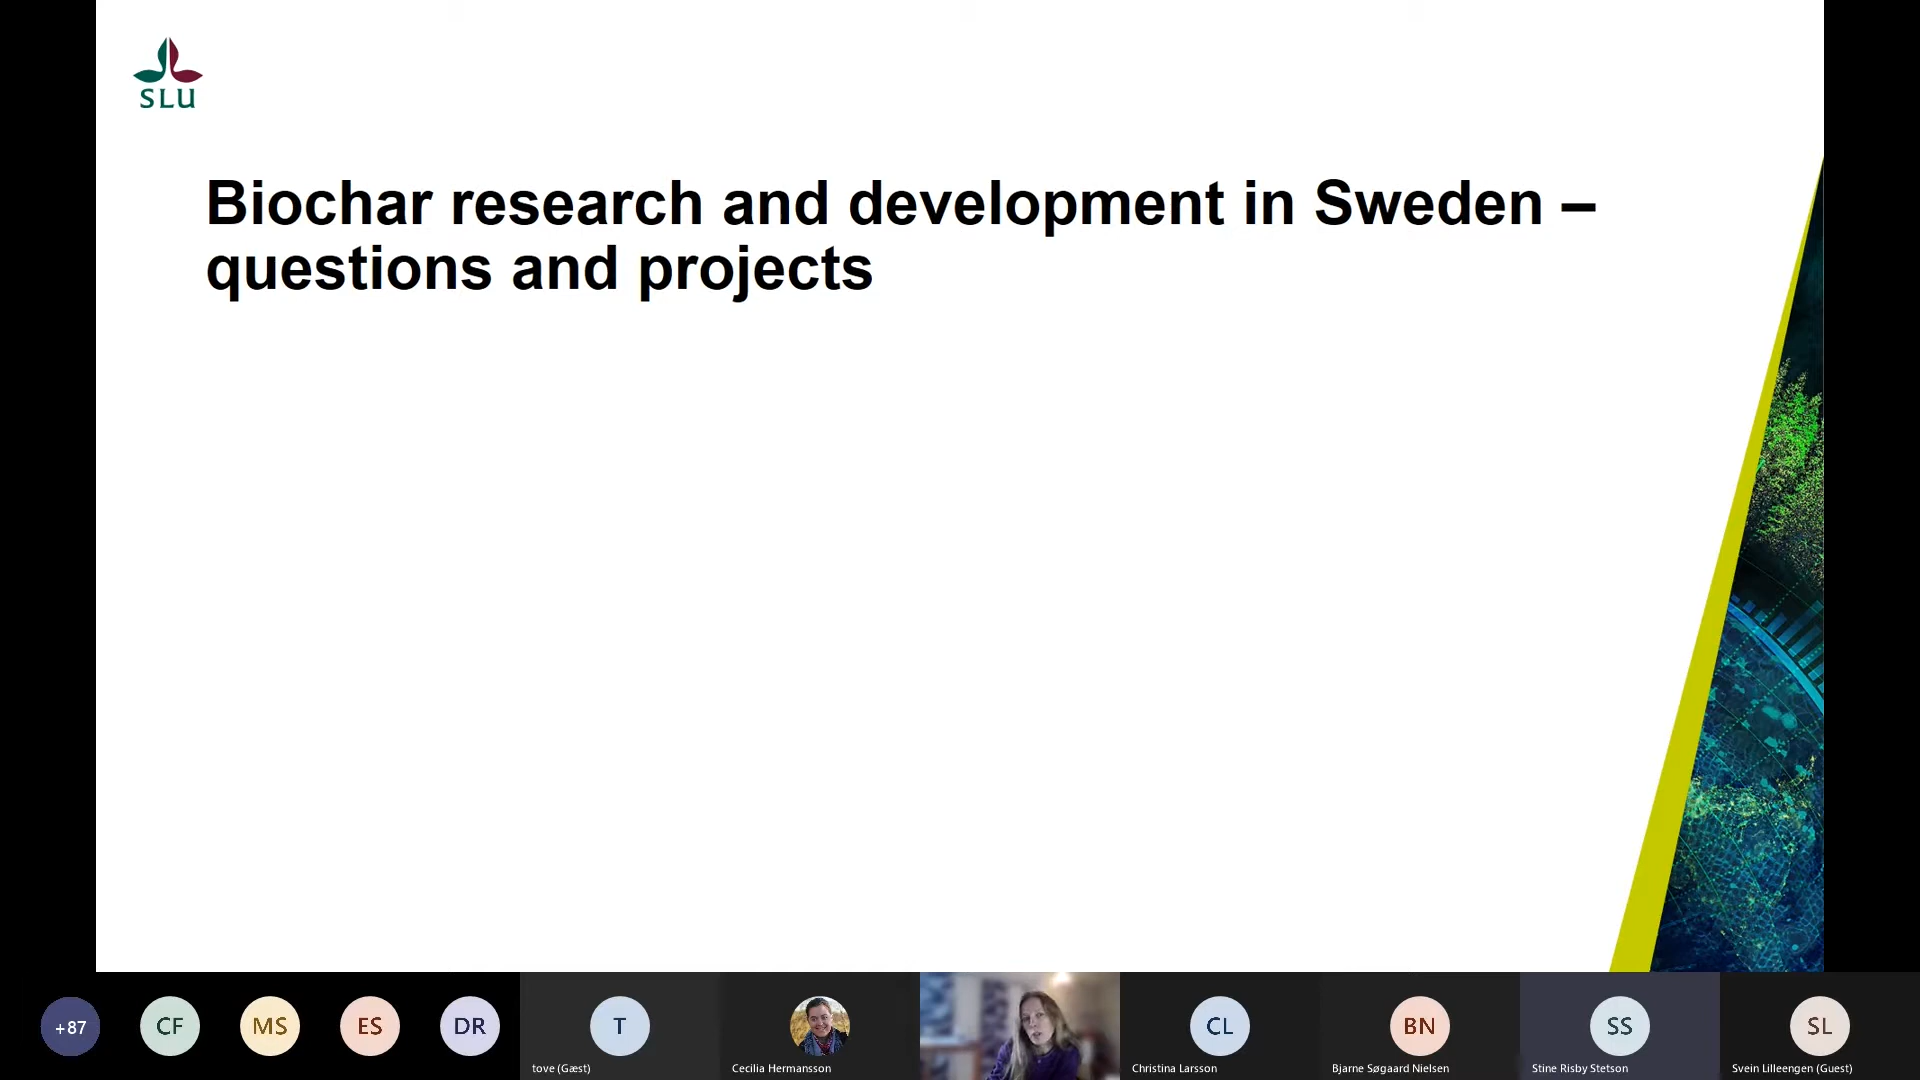 SLU
Biochar research and development in Sweden –
questions and projects
+87
CF
MS
ES
DR
T
CL
BN
SS
SL
tove (Gæst)
Cecilia Hermansson
Christina Larsson
Bjarne Søgaard Nielsen
Stine Risby Stetson
Svein Lilleengen (Guest)